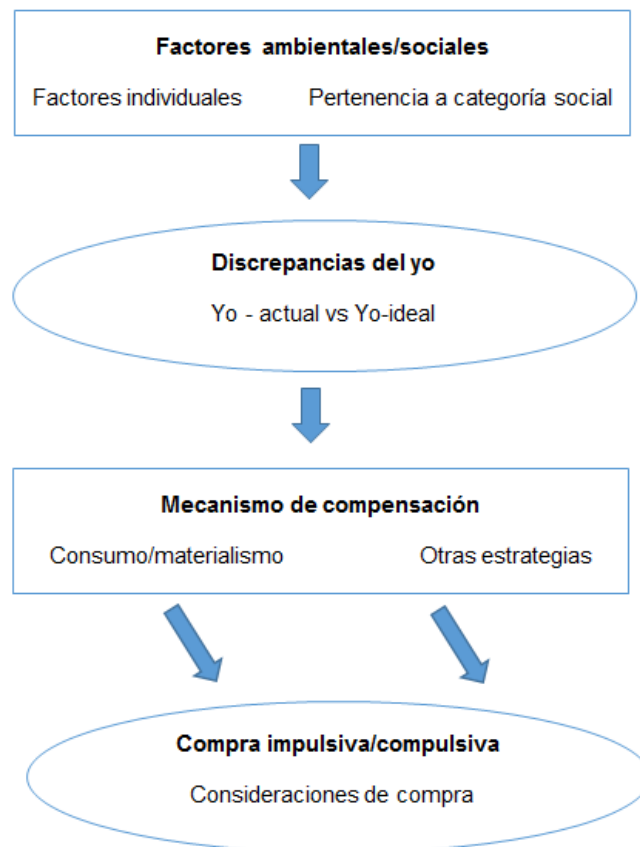 Factores ambientales/sociales
Factores individuales Pertenencia a categoría social
Discrepancias del yo
Yo - actual vs Yo-ideal
Mecanismo de compensación
Consumo/materialismo Otras estrategias
Compra impulsiva/compulsiva
Consideraciones de compra